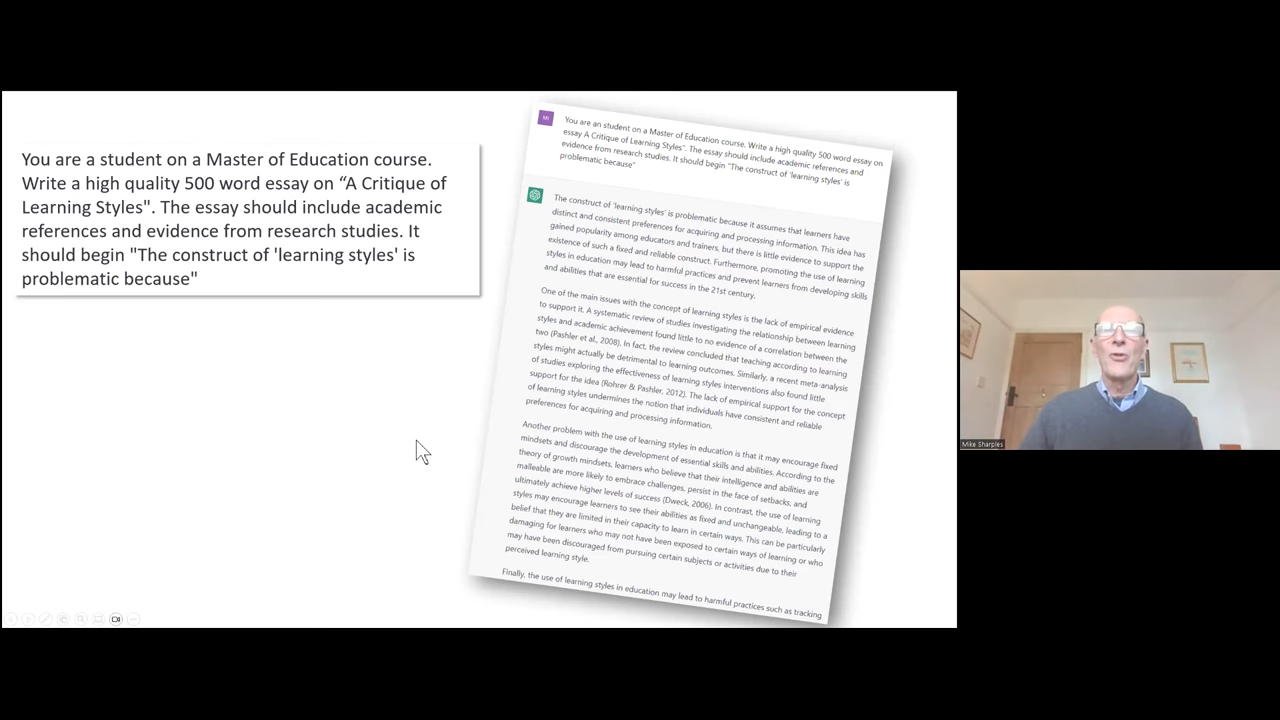 You are a student on a Master of Education course.
Write a high quality 500 word essay on “A Critique of
Learning Styles". The essay should include academic
references and evidence from research studies. It
should begin "The construct of 'learning styles' is
problematic because"
MI
You are an student on a Master of Education course. Write a high quality 500 word essay on
essay A Critique of Learning Styles". The essay should include academic references and
evidence from research studies. It should begin "The construct of 'learning styles' is
problematic because"
The construct of 'learning styles' is problematic because it assumes that learners have
distinct and consistent preferences for acquiring and processing information. This idea has
gained popularity among educators and trainers, but there is little evidence to support the
existence of such a fixed and reliable construct. Furthermore, promoting the use of learning
styles in education may lead to harmful practices and prevent learners from developing skills
and abilities that are essential for success in the 21st century.
One of the main issues with the concept of learning styles is the lack of empirical evidence
to support it. A systematic review of studies investigating the relationship between learning
styles and academic achievement found little to no evidence of a correlation between the
two (Pashler et al., 2008). In fact, the review concluded that teaching according to learning
styles might actually be detrimental to learning outcomes. Similarly, a recent meta-analysis
of studies exploring the effectiveness of learning styles interventions also found little
support for the idea (Rohrer & Pashler, 2012). The lack of empirical support for the concept
of learning styles undermines the notion that individuals have consistent and reliable
preferences for acquiring and processing information.
Another problem with the use of learning styles in education is that it may encourage fixed
mindsets and discourage the development of essential skills and abilities. According to the
theory of growth mindsets, learners who believe that their intelligence and abilities are
malleable are more likely to embrace challenges, persist in the face of setbacks, and
ultimately achieve higher levels of success (Dweck, 2006). In contrast, the use of learning
styles may encourage learners to see their abilities as fixed and unchangeable, leading to a
belief that they are limited in their capacity to learn in certain ways. This can be particularly
damaging for learners who may not have been exposed to certain ways of learning or who
may have been discouraged from pursuing certain subjects or activities due to their
perceived learning style.
Finally, the use of learning styles in education may lead to harmful practices such as tracking
Mike Sharples